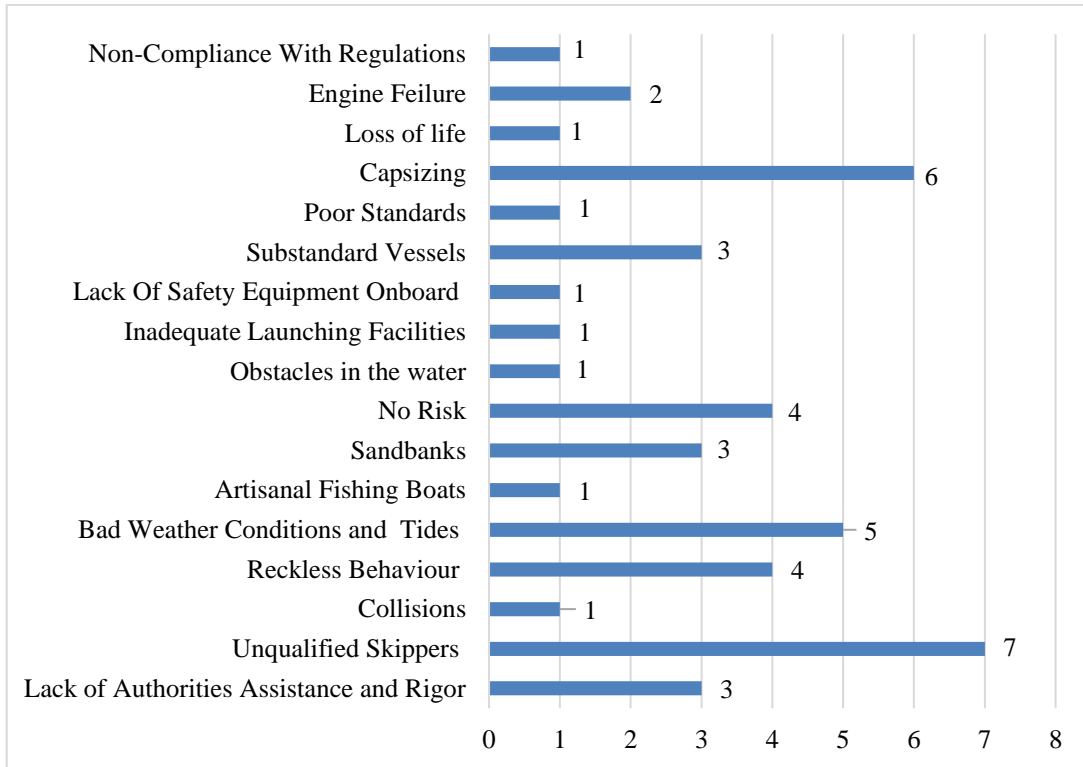 Non-Compliance With Regulations 1
Engine Feilure 2
Loss of life 1
Capsizing 6
Poor Standards 1
Substandard Vessels 3
Lack Of Safety Equipment Onboard 1
Inadequate Launching Facilities 1
Obstacles in the water 1
No Risk 4
Sandbanks 3
Artisanal Fishing Boats 1
Bad Weather Conditions and Tides 5
Reckless Behaviour 4
Collisions 1
Unqualified Skippers 7
Lack of Authorities Assistance and Rigor 3
0 1 2 3 4 5 6 7 8